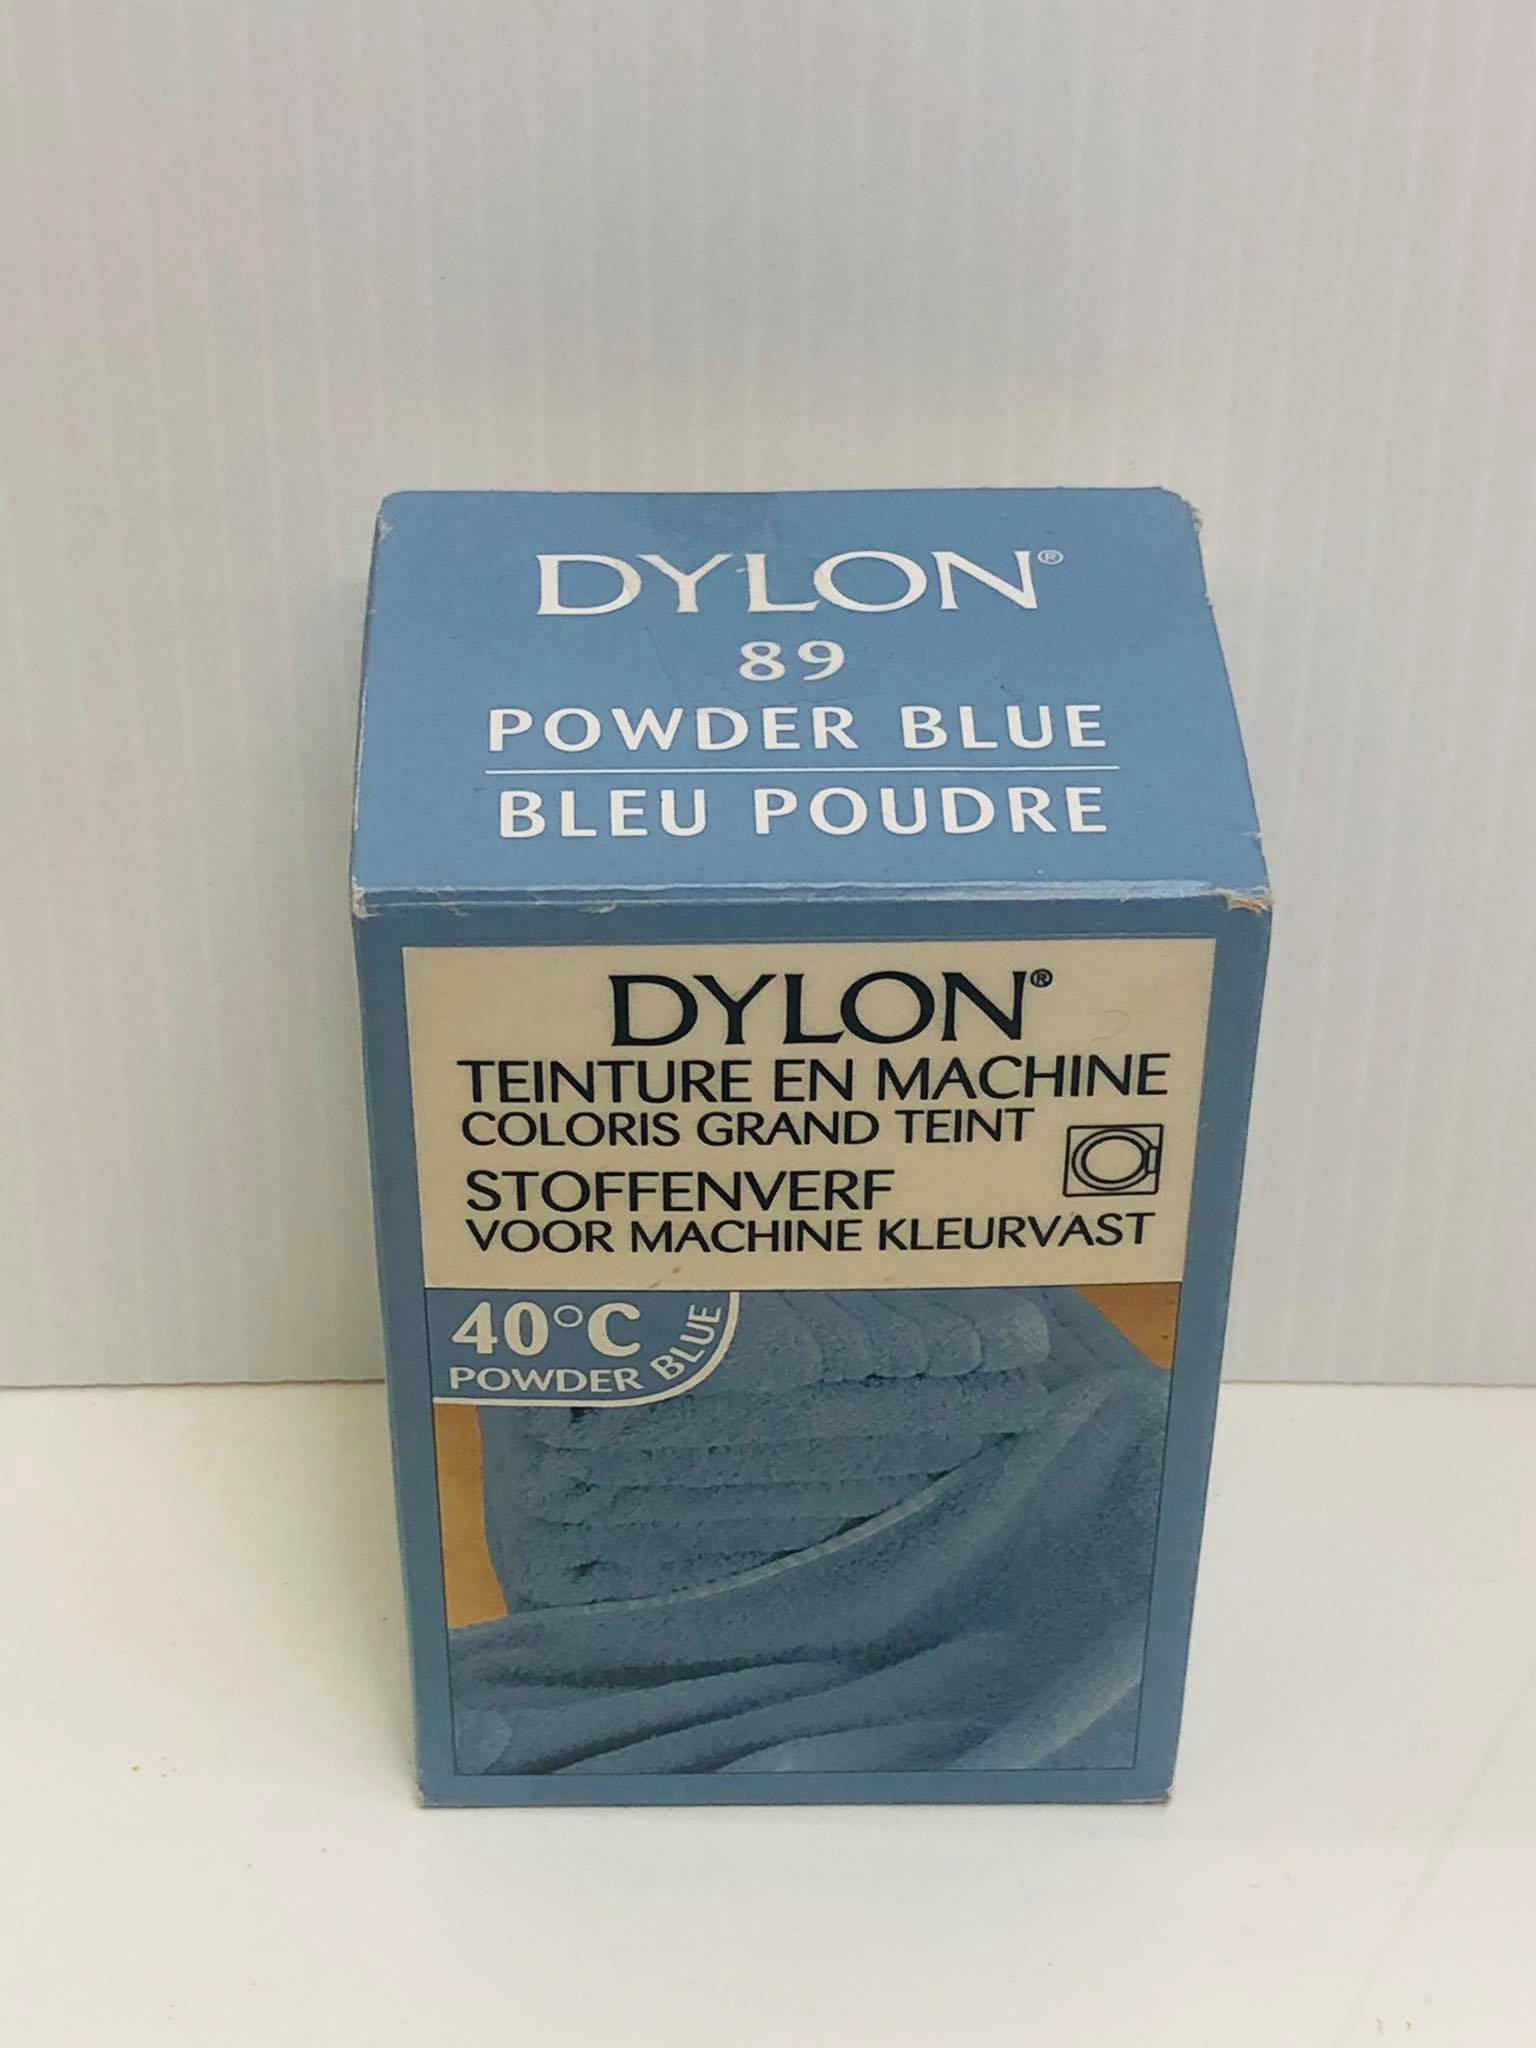 DYLON®
89
POWDER BLUE
BLEU POUDRE
DYLON®
TEINTURE EN MACHINE
COLORIS GRAND TEINT
STOFFENVERF
VOOR MACHINE KLEURVAST
40°C
POWDER BLUE